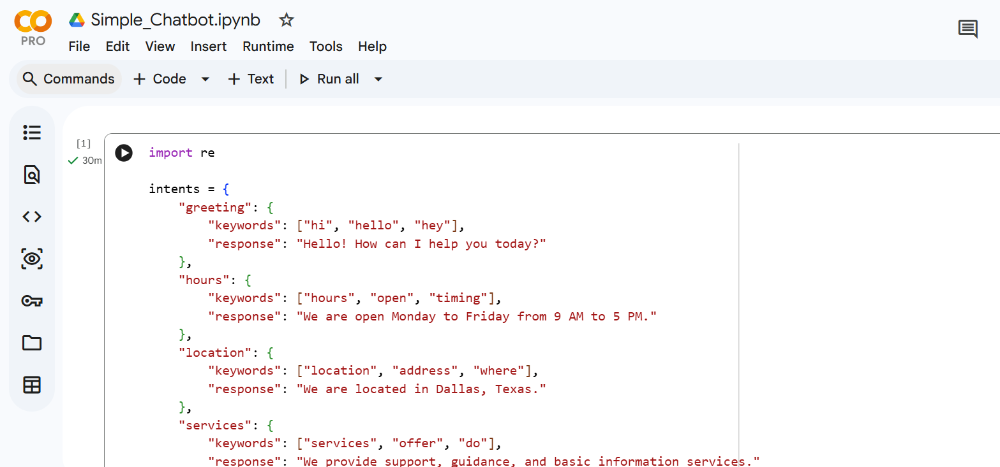 CO
PRO
Simple_Chatbot.ipynb
File Edit View Insert Runtime Tools Help
Commands + Code + Text Run all
[1]
30m
import re
intents = {
"greeting": {
"keywords": ["hi", "hello", "hey"],
"response": "Hello! How can I help you today?"
},
"hours": {
"keywords": ["hours", "open", "timing"],
"response": "We are open Monday to Friday from 9 AM to 5 PM."
},
"location": {
"keywords": ["location", "address", "where"],
"response": "We are located in Dallas, Texas."
},
"services": {
"keywords": ["services", "offer", "do"],
"response": "We provide support, guidance, and basic information services."